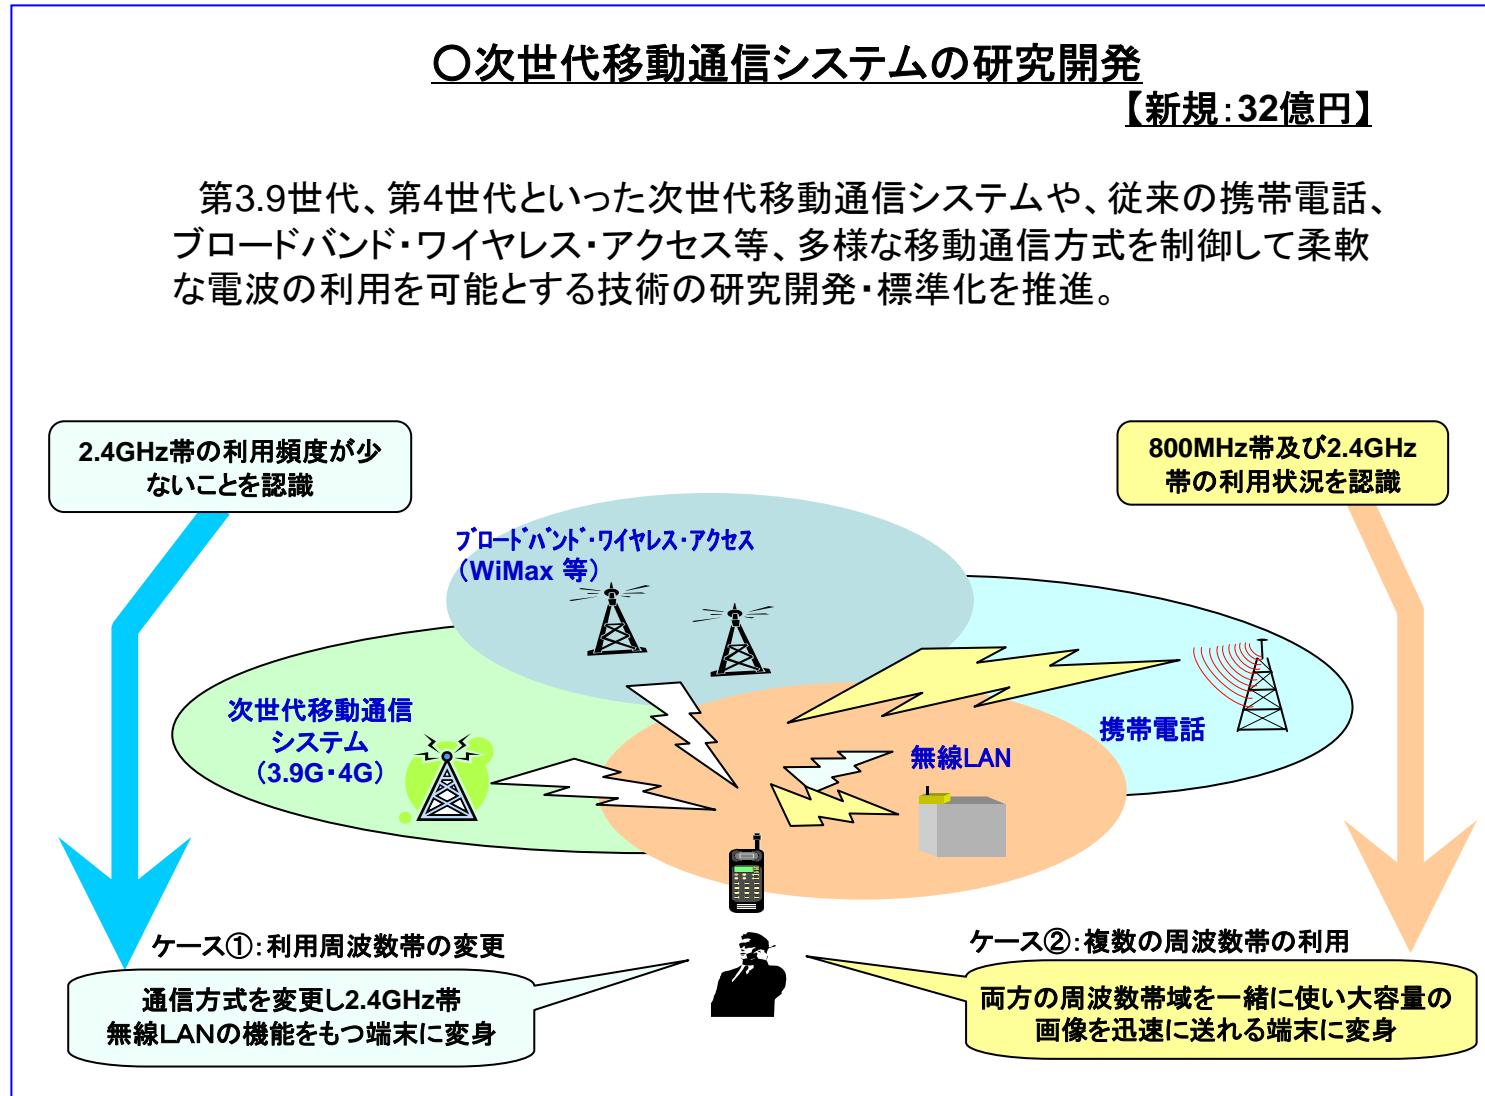 〇次世代移動通信システムの研究開発
【新規：32億円】
第3.9世代、第4世代といった次世代移動通信システムや、従来の携帯電話、
ブロードバンド・ワイヤレス・アクセス等、多様な移動通信方式を制御して柔軟
な電波の利用を可能とする技術の研究開発・標準化を推進。
2.4GHz帯の利用頻度が少
ないことを認識
800MHz帯及び2.4GHz
帯の利用状況を認識
ﾌﾞﾛｰﾄﾞﾊﾞﾝﾄﾞ・ワイヤレス・アクセス
（WiMax 等）
次世代移動通信
システム
（3.9G・4G）
携帯電話
無線LAN
ケース①：利用周波数帯の変更
通信方式を変更し2.4GHz帯
無線LANの機能をもつ端末に変身
ケース②：複数の周波数帯の利用
両方の周波数帯域を一緒に使い大容量の
画像を迅速に送れる端末に変身